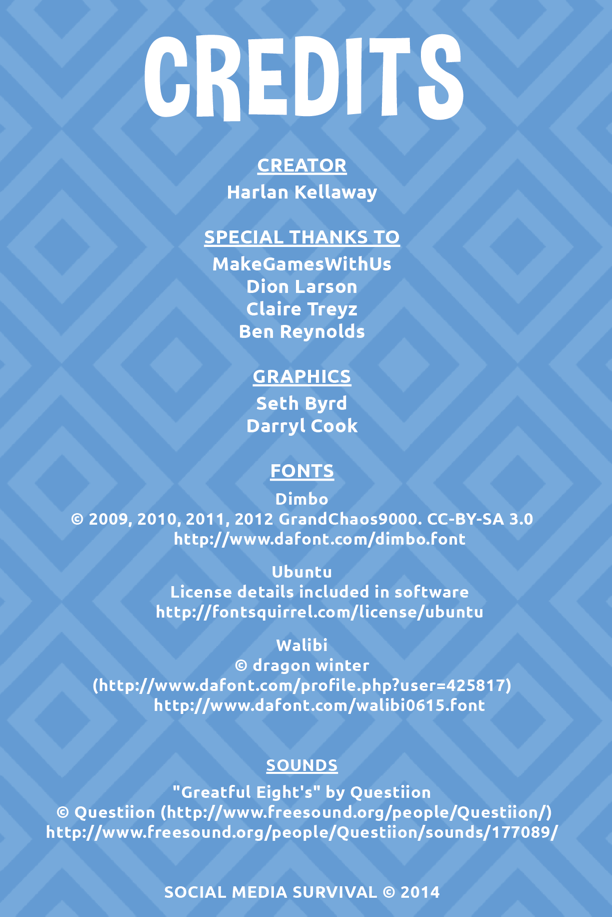 CREDITS
CREATOR
Harlan Kellaway
SPECIAL THANKS TO
MakeGamesWithUs
Dion Larson
Claire Treyz
Ben Reynolds
GRAPHICS
Seth Byrd
Darryl Cook
FONTS
Dimbo
© 2009, 2010, 2011, 2012 GrandChaos9000. CC-BY-SA 3.0
http://www.dafont.com/dimbo.font
Ubuntu
License details included in software
http://fontsquirrel.com/license/ubuntu
Walibi
© dragon winter
(http://www.dafont.com/profile.php?user=425817)
http://www.dafont.com/walibi0615.font
SOUNDS
"Greatful Eight's" by Questiion
© Questiion (http://www.freesound.org/people/Questiion/)
http://www.freesound.org/people/Questiion/sounds/177089/
SOCIAL MEDIA SURVIVAL © 2014